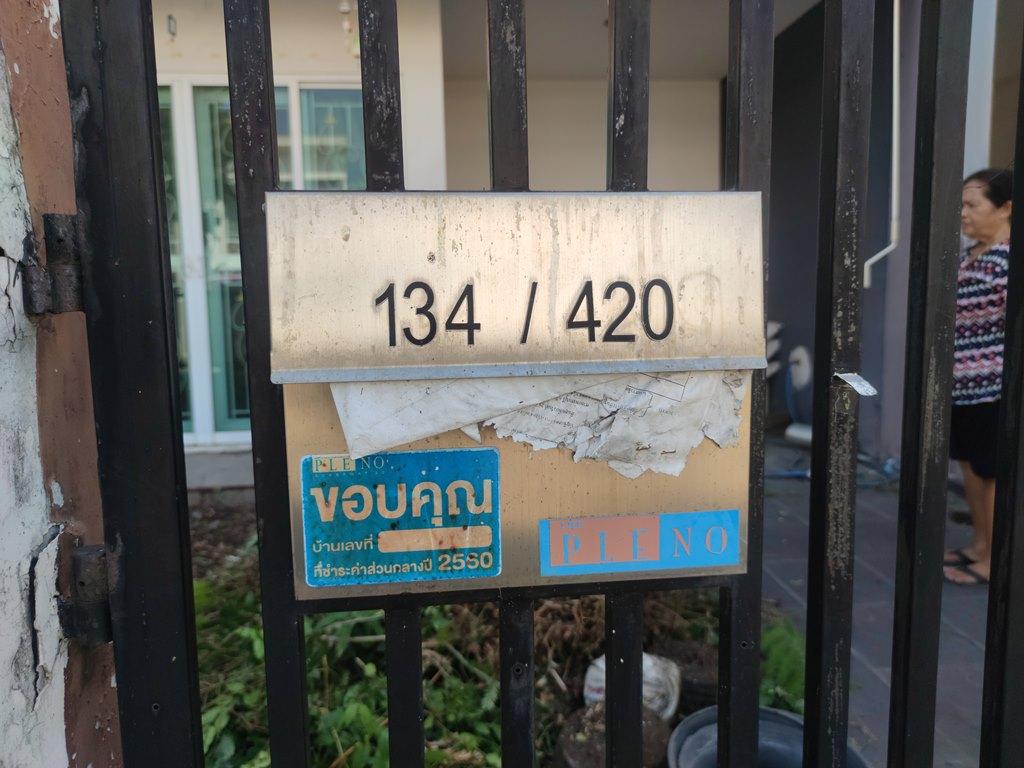 134 / 420
PLENO
ขอบคุณ
บ้านเลขที่
ที่ชำระค่าส่วนกลางปี 2560
THE
PLENO